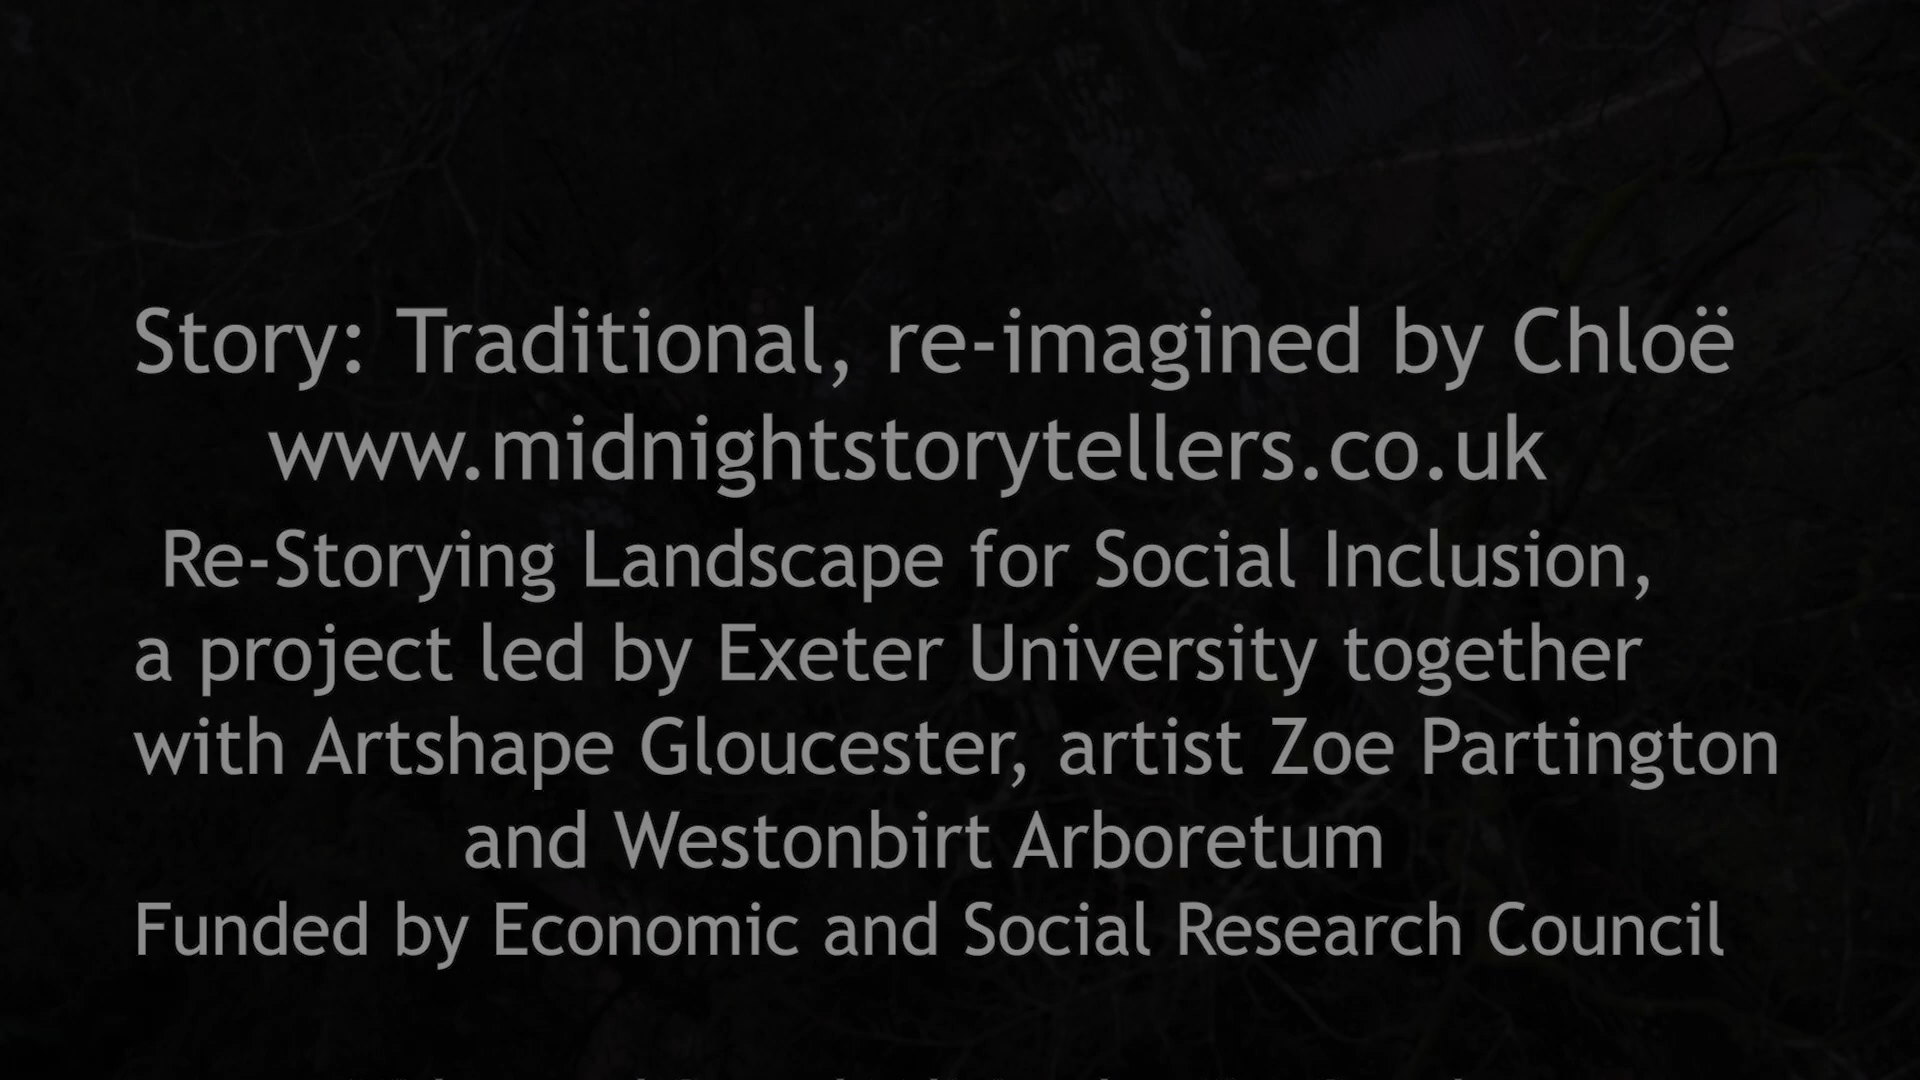 Story: Traditional, re-imagined by Chloë
www.midnightstorytellers.co.uk
Re-Storying Landscape for Social Inclusion,
a project led by Exeter University together
with Artshape Gloucester, artist Zoe Partington
and Westonbirt Arboretum
Funded by Economic and Social Research Council